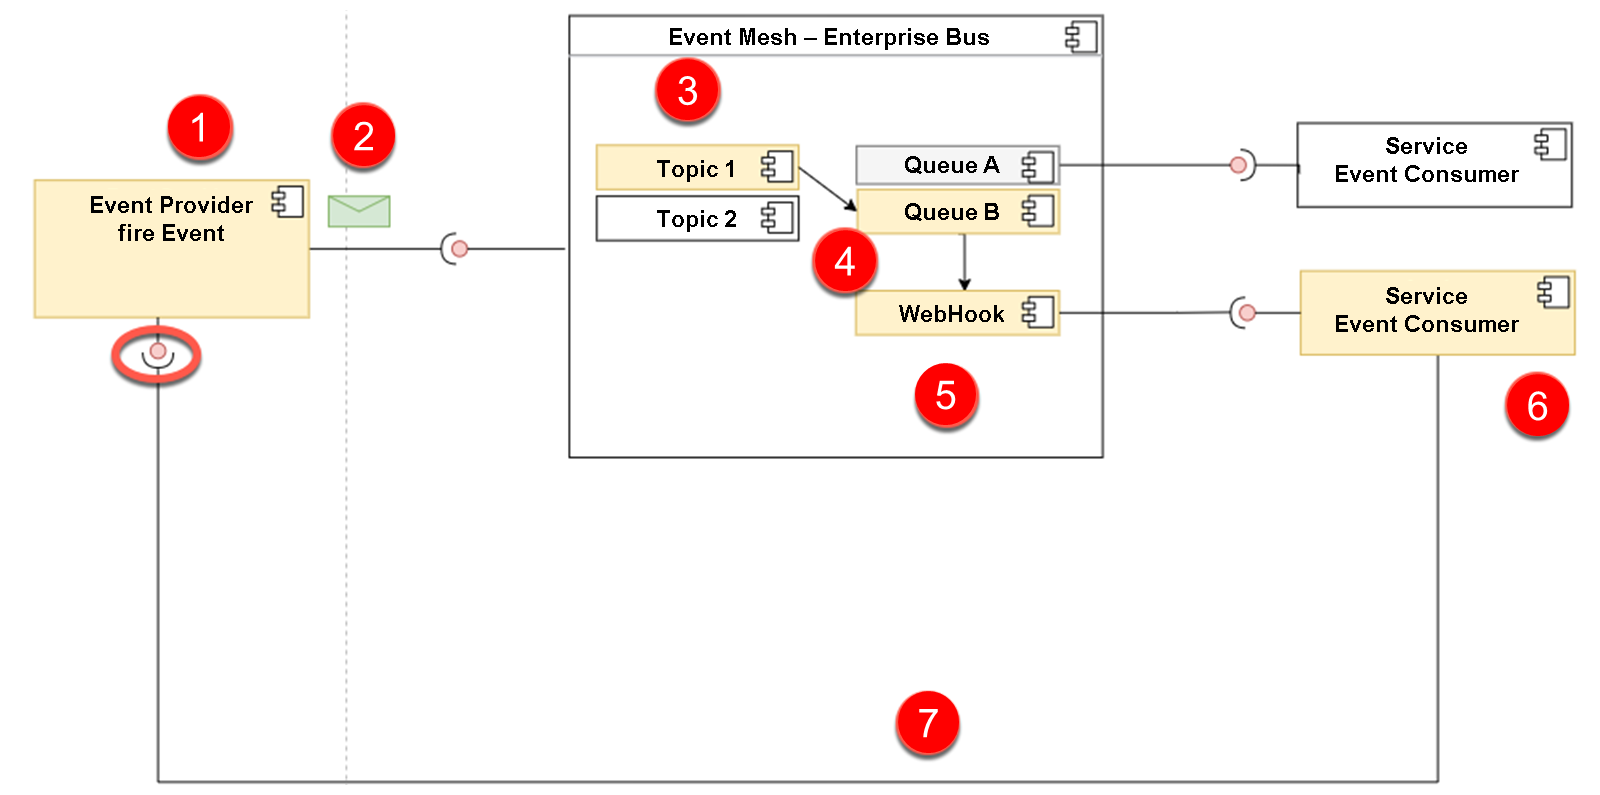 Event Mesh – Enterprise Bus
3
1
2
Topic 1
Queue A
Service
Event Consumer
Event Provider
fire Event
Topic 2
Queue B
4
WebHook
Service
Event Consumer
5
6
7